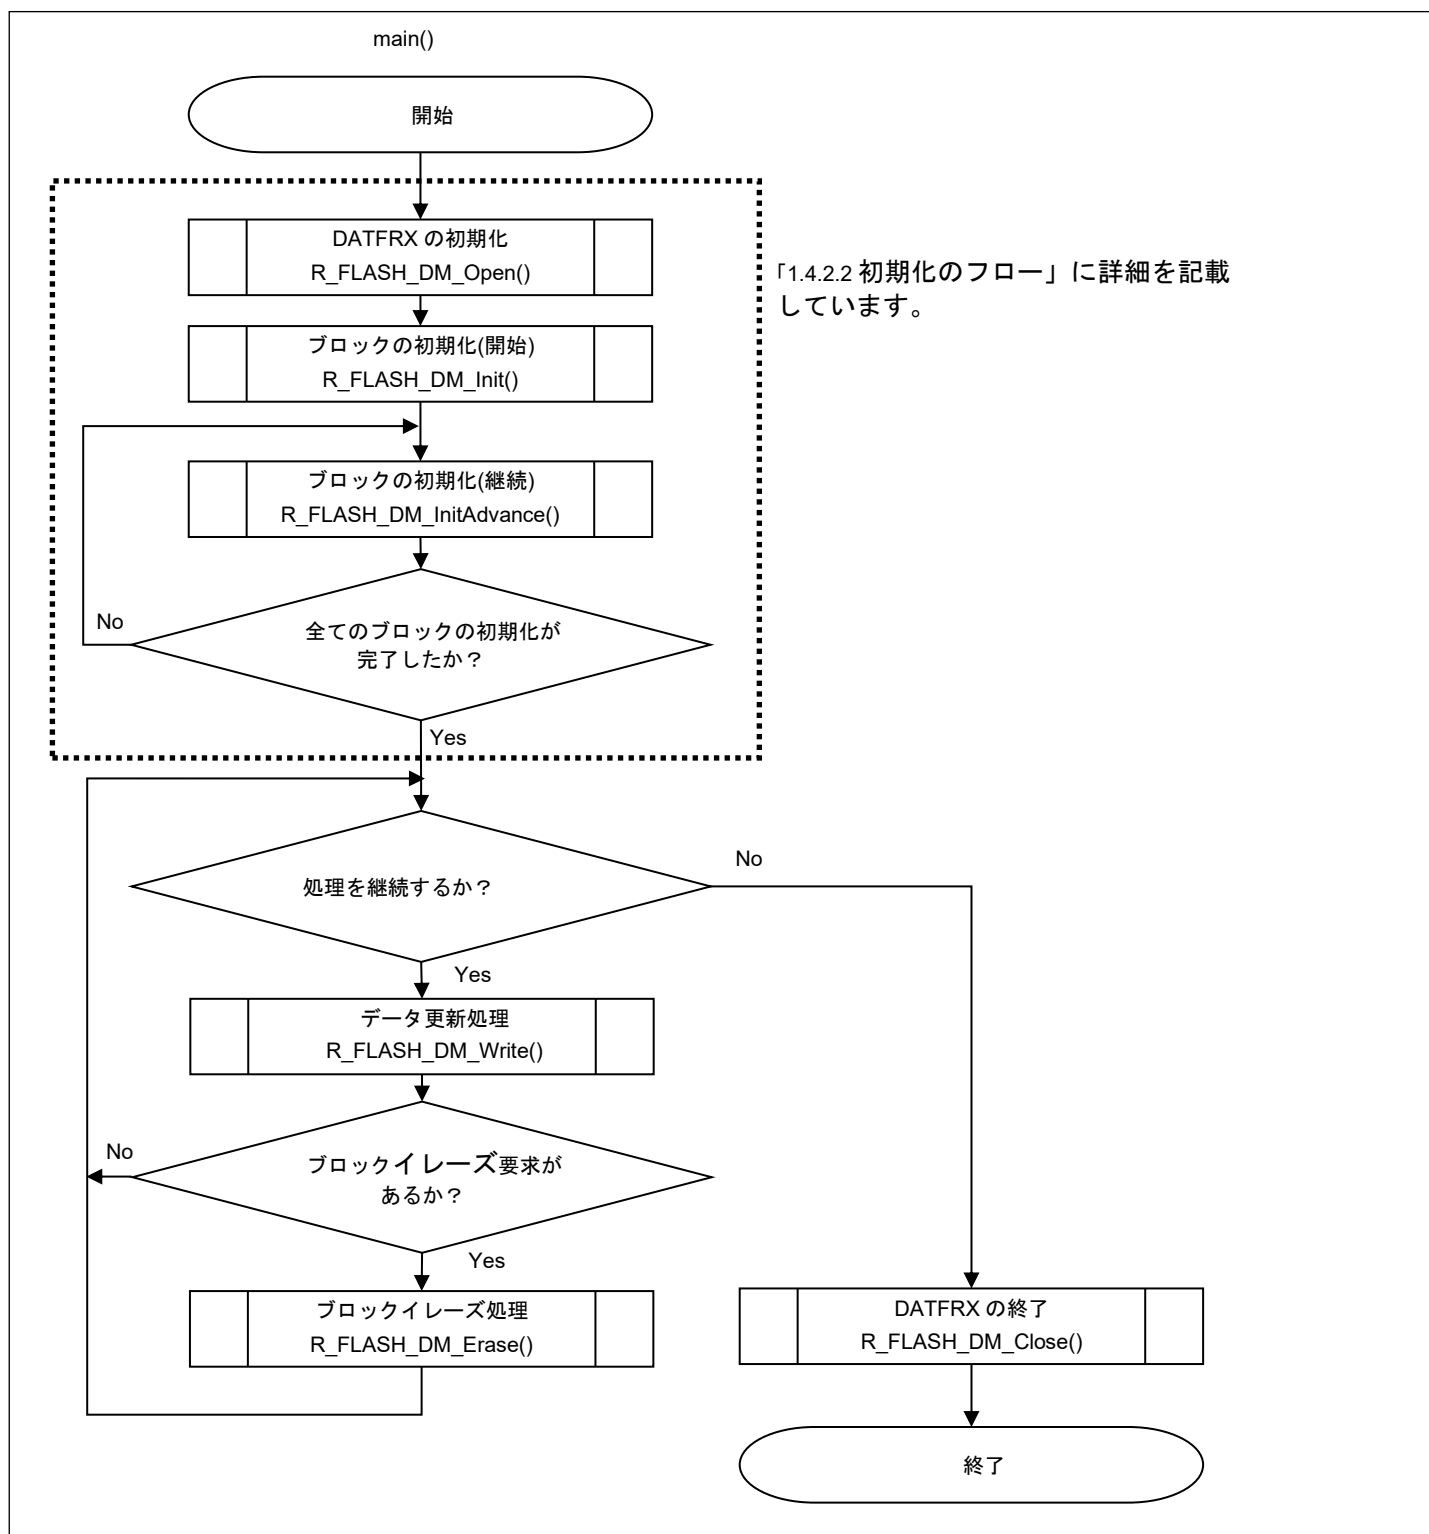 main()
開始
DATFRX の初期化
R_FLASH_DM_Open()
「1.4.2.2 初期化のフロー」に詳細を記載
しています。
ブロックの初期化(開始)
R_FLASH_DM_Init()
ブロックの初期化(継続)
R_FLASH_DM_InitAdvance()
No
全てのブロックの初期化が
完了したか？
Yes
処理を継続するか？
No
Yes
データ更新処理
R_FLASH_DM_Write()
No
ブロックイレーズ要求が
あるか？
Yes
ブロックイレーズ処理
R_FLASH_DM_Erase()
DATFRX の終了
R_FLASH_DM_Close()
終了